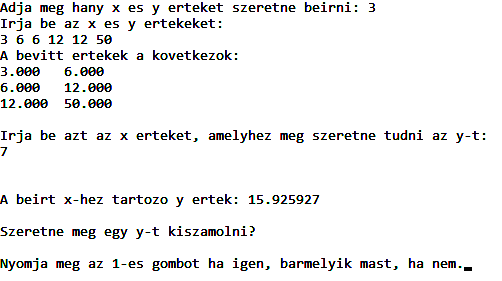 Adja meg hany x es y erteket szeretne beirni: 3
Irja be az x es y ertekeket:
3 6 6 12 12 50
A bevitt ertekek a kovetkezok:
3.000 6.000
6.000 12.000
12.000 50.000
Irja be azt az x erteket, amelyhez meg szeretne tudni az y-t:
7
A beirt x-hez tartozo y ertek: 15.925927
Szeretne meg egy y-t kiszamolni?
Nyomja meg az 1-es gombot ha igen, barmelyik mast, ha nem.